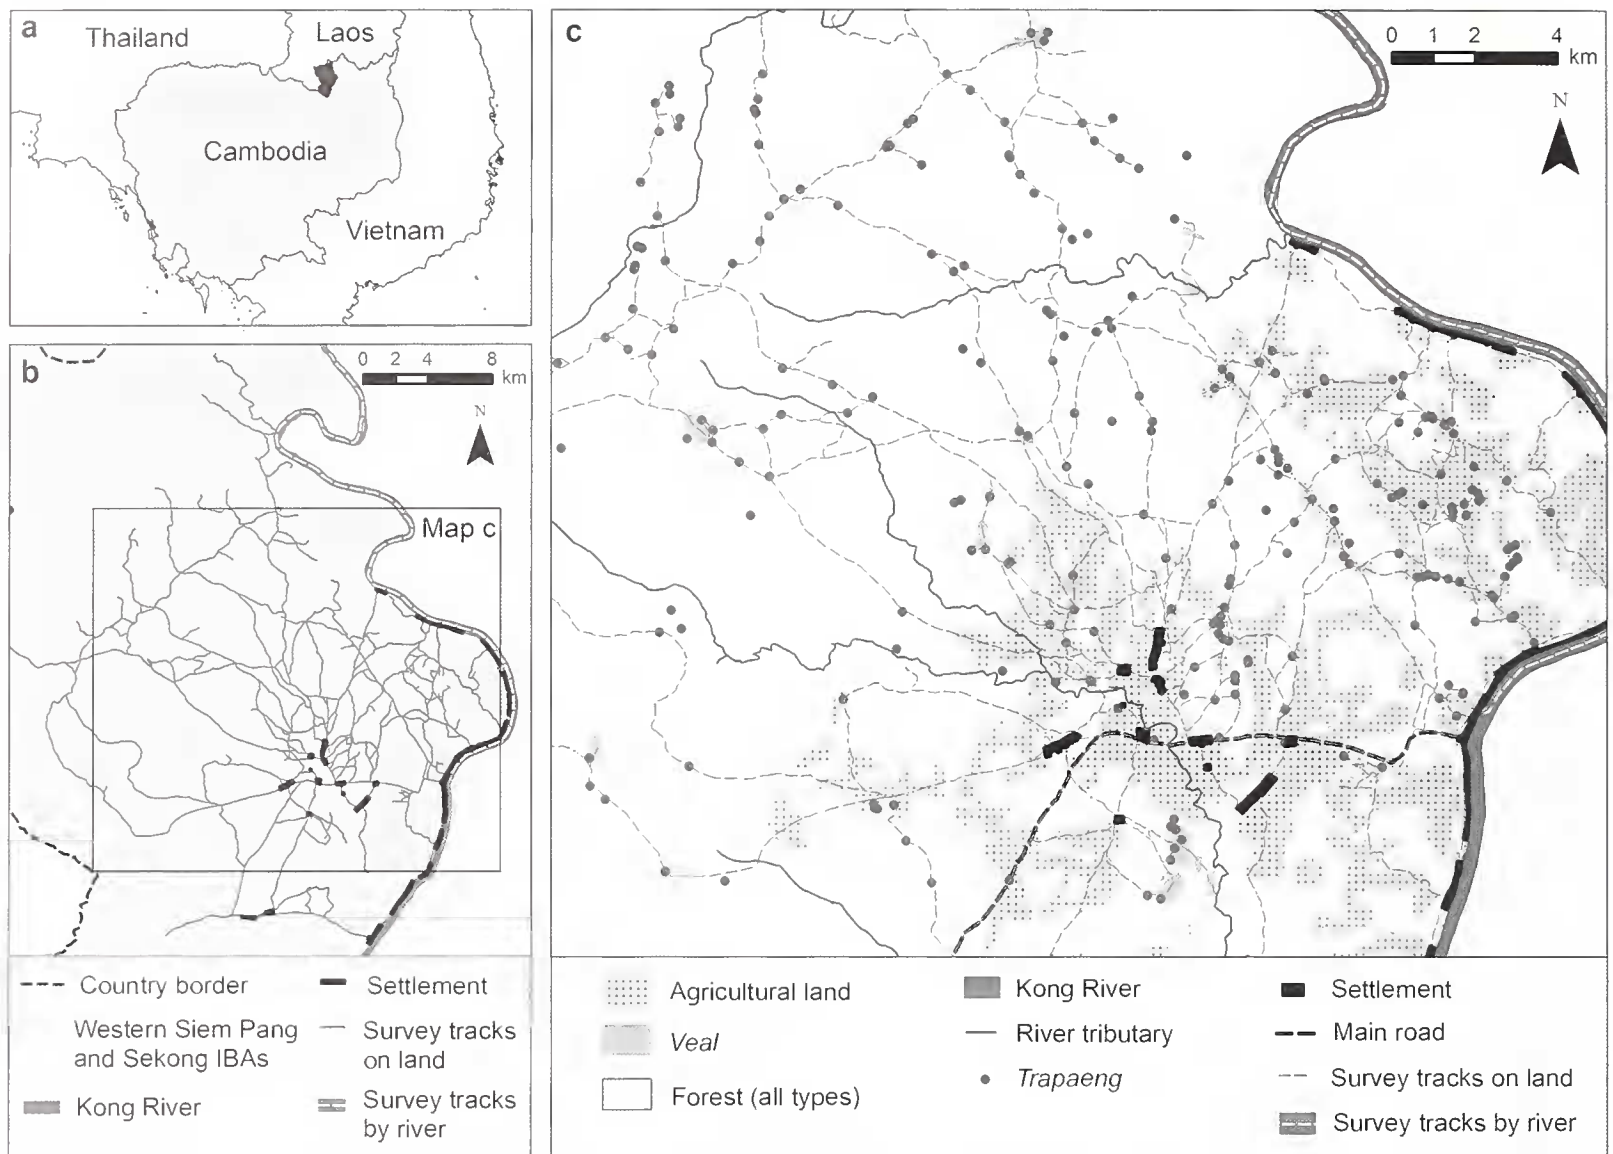 a
Thailand
Laos
Cambodia
Vietnam
b
0 2 4 8
km
N
Map c
Country border
Settlement
Western Siem Pang
and Sekong IBAs
Survey tracks
on land
Kong River
Survey tracks
by river
c
0 1 2 4
km
N
Agricultural land
Veal
Forest (all types)
Kong River
River tributary
Trapaeng
Settlement
Main road
Survey tracks on land
Survey tracks by river